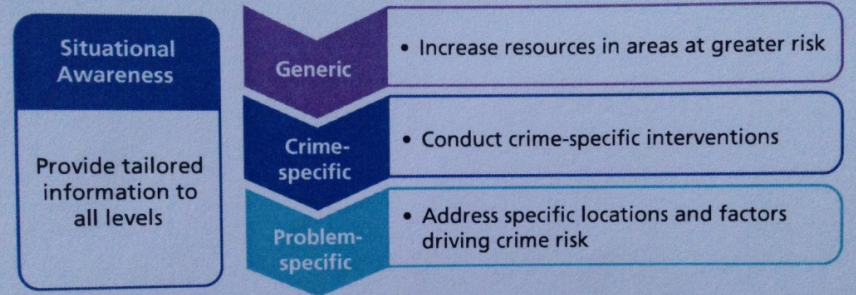 Situational
Awareness
Provide tailored
information to
all levels
Generic
• Increase resources in areas at greater risk
Crime-
specific
• Conduct crime-specific interventions
Problem-
specific
• Address specific locations and factors
driving crime risk